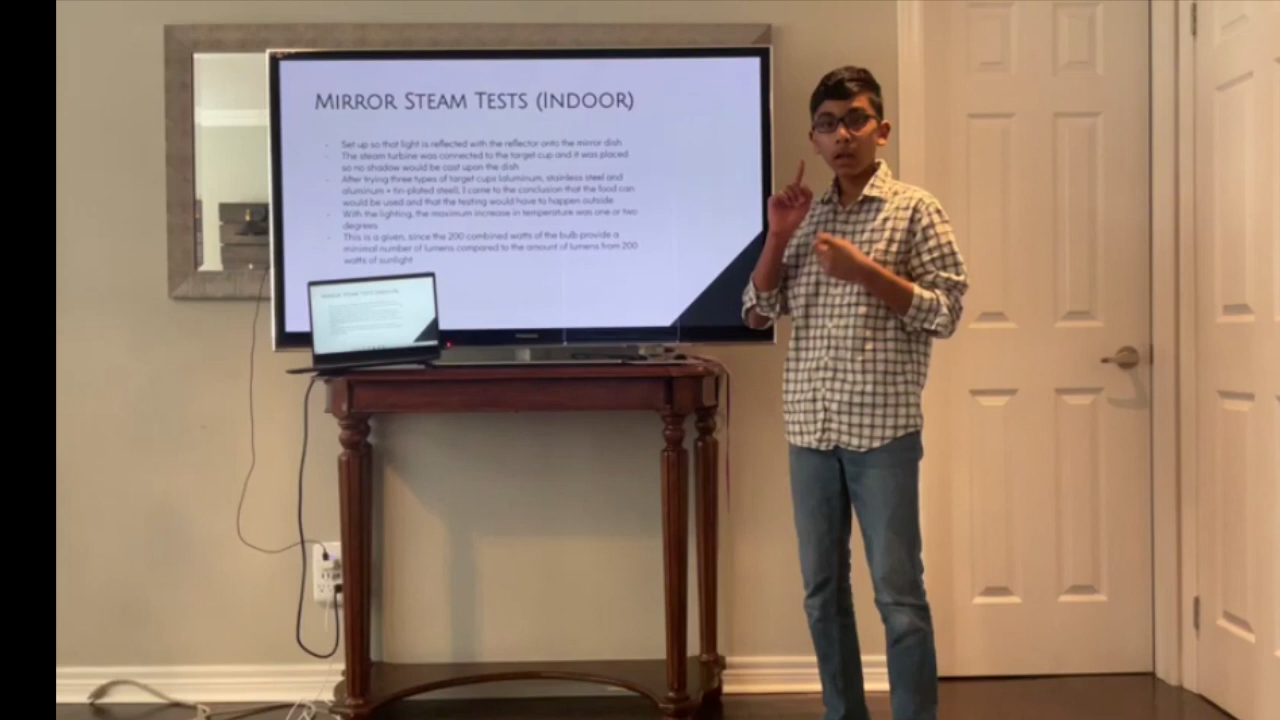 MIRROR STEAM TESTS (INDOOR)
- Set up so that light is reflected with the reflector onto the mirror dish
- The steam turbine was connected to the target cup and it was placed
so no shadow would be cast upon the dish
- After trying three types of target cups (aluminum, stainless steel and
aluminum + tin-plated steel), I came to the conclusion that the food can
would be used and that the testing would have to happen outside
- With the lighting, the maximum increase in temperature was one or two
degrees
- This is a given, since the 200 combined watts of the bulb provide a
minimal number of lumens compared to the amount of lumens from 200
watts of sunlight
Panasonic
MIRROR STEAM TESTS (INDOOR)